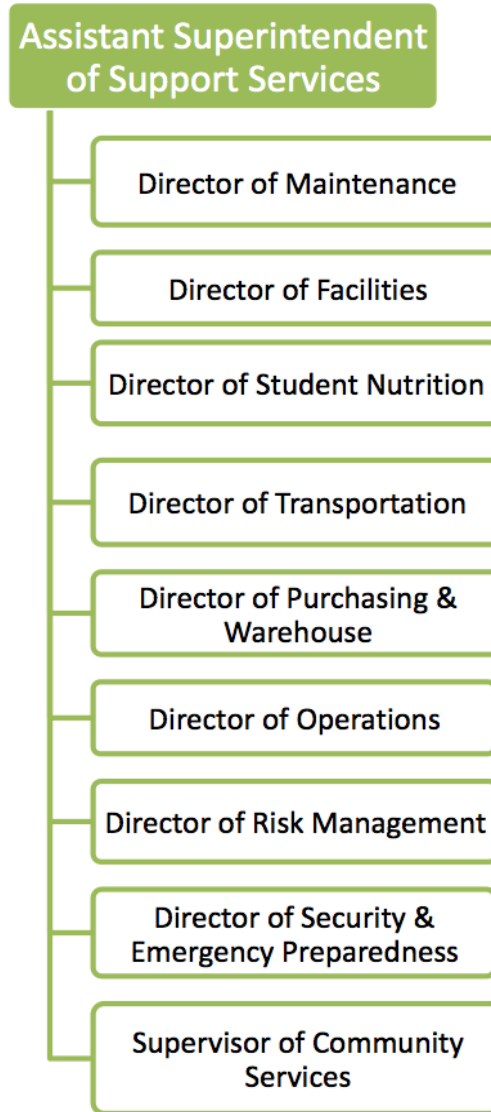 Assistant Superintendent
of Support Services
Director of Maintenance
Director of Facilities
Director of Student Nutrition
Director of Transportation
Director of Purchasing &
Warehouse
Director of Operations
Director of Risk Management
Director of Security &
Emergency Preparedness
Supervisor of Community
Services